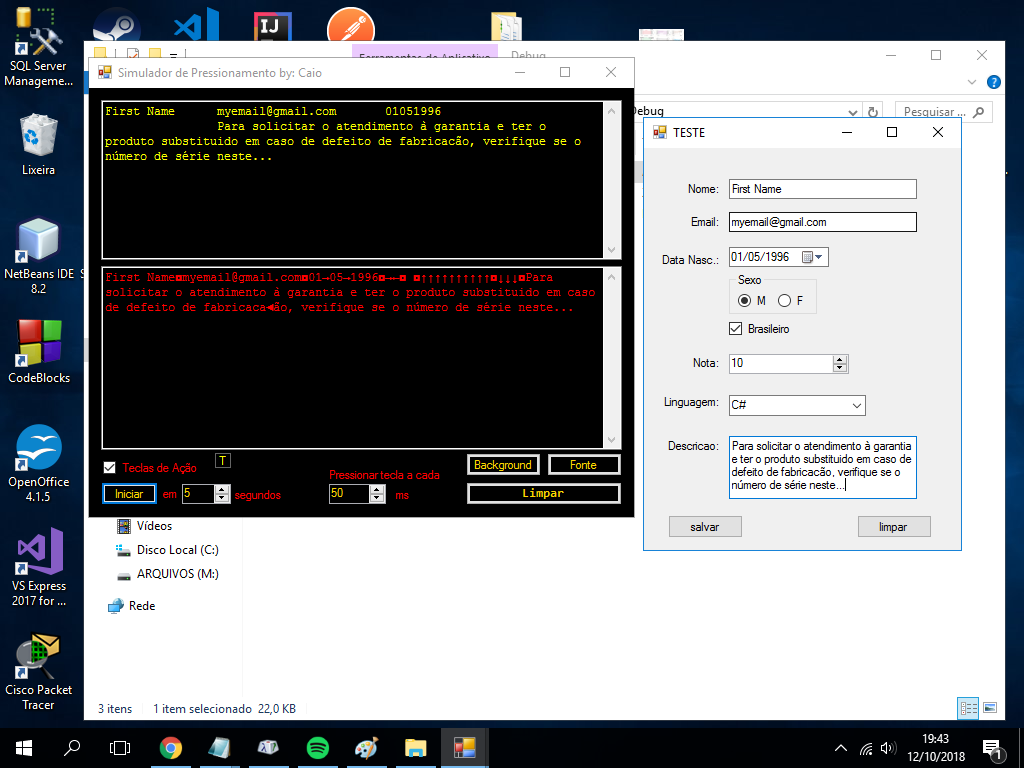 SQL Server
Manageme...
Lixeira
NetBeans IDE
8.2
CodeBlocks
OpenOffice
4.1.5
VS Express
2017 for ...
Cisco Packet
Tracer
IJ
Ferramentas de Aplicativo
Debug
Debug
Pesquisar ...
Simulador de Pressionamento by: Caio
First Name myemail@gmail.com 01051996
Para solicitar o atendimento à garantia e ter o
produto substituido em caso de defeito de fabricacão, verifique se o
número de série neste...
First Name◘myemail@gmail.com◘01→05→1996◘→→◘ ◘↑↑↑↑↑↑↑↑↑↑◘↓↓↓◘Para
solicitar o atendimento à garantia e ter o produto substituido em caso
de defeito de fabricaca◄ão, verifique se o número de série neste...
Teclas de Ação
T
Iniciar em 5 segundos
Pressionar tecla a cada
50 ms
Background
Fonte
Limpar
TESTE
Nome: First Name
Email: myemail@gmail.com
Data Nasc.: 01/05/1996
Sexo
M F
Brasileiro
Nota: 10
Linguagem: C#
Descricao: Para solicitar o atendimento à garantia
e ter o produto substituido em caso de
defeito de fabricacão, verifique se o
número de série neste...
salvar
limpar
Vídeos
Disco Local (C:)
ARQUIVOS (M:)
Rede
3 itens 1 item selecionado 22,0 KB
19:43
12/10/2018
1